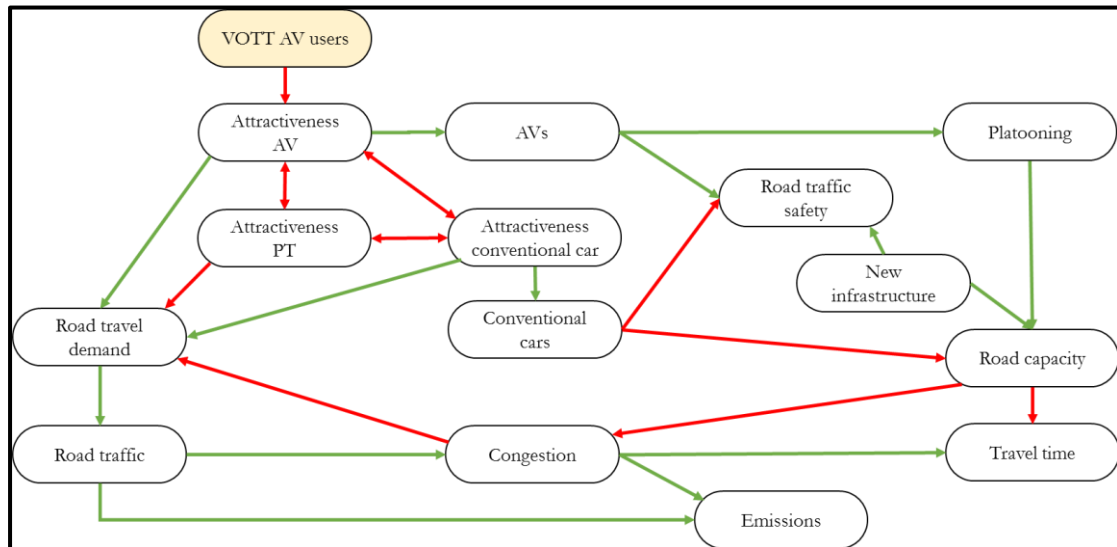 VOTT AV users
Attractiveness
AV
AVs
Platooning
Road traffic
safety
Attractiveness
PT
Attractiveness
conventional car
New
infrastructure
Road travel
demand
Conventional
cars
Road capacity
Road traffic
Congestion
Travel time
Emissions